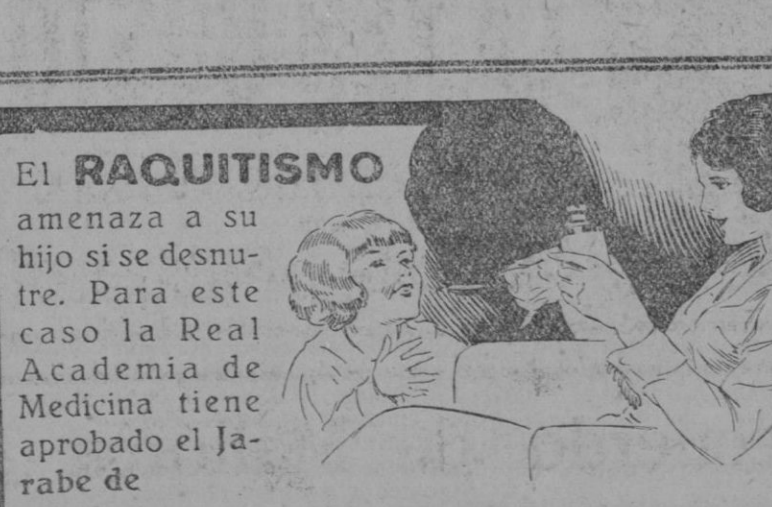 El RAQUITISMO
amenaza a su
hijo si se desnu-
tre. Para este
caso la Real
Academia de
Medicina tiene
aprobado el Ja-
rabe de